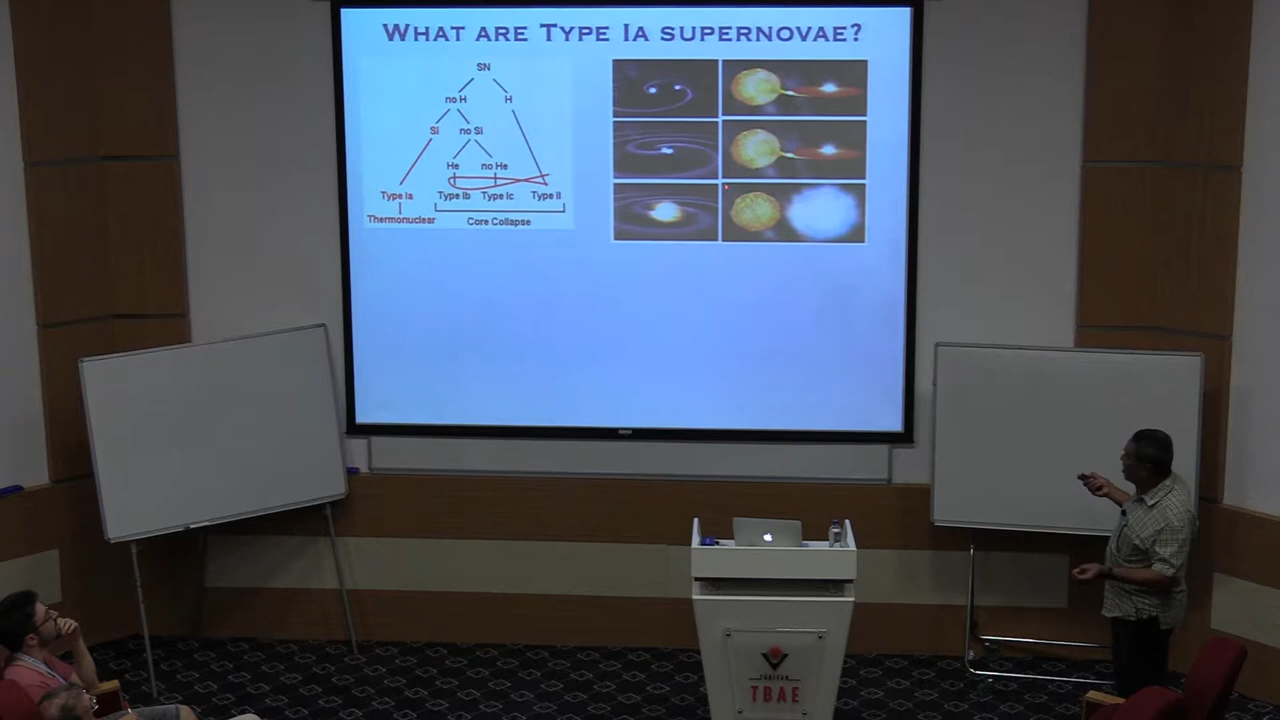 WHAT ARE TYPE IA SUPERNOVAE?
SN
no H H
Si no Si
He no He
Type Ia Type Ib Type Ic Type II
Thermonuclear Core Collapse
TÜBİTAK
TBAE